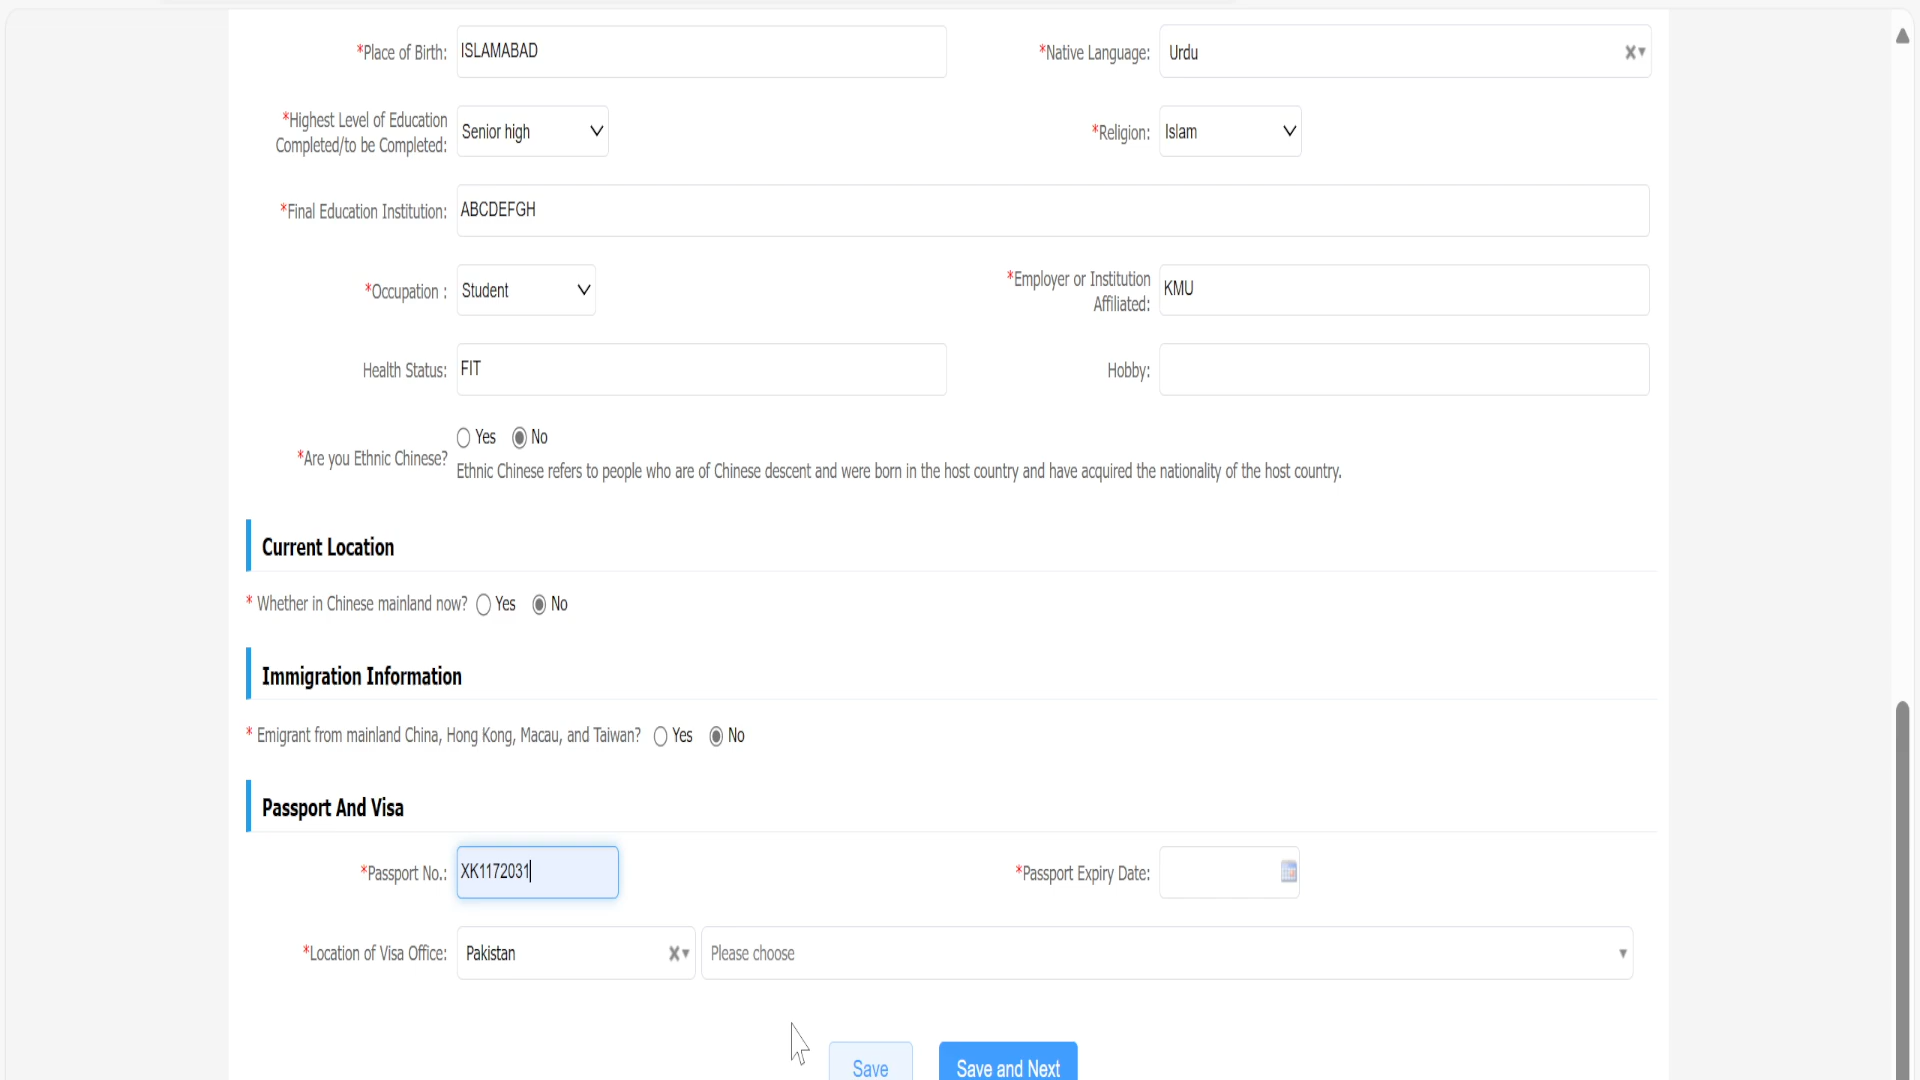 *Place of Birth: ISLAMABAD *Native Language: Urdu
*Highest Level of Education
Completed/to be Completed: Senior high *Religion: Islam
*Final Education Institution: ABCDEFGH
*Occupation : Student *Employer or Institution
Affiliated: KMU
Health Status: FIT Hobby:
Yes No
*Are you Ethnic Chinese?
Ethnic Chinese refers to people who are of Chinese descent and were born in the host country and have acquired the nationality of the host country.
Current Location
* Whether in Chinese mainland now? Yes No
Immigration Information
* Emigrant from mainland China, Hong Kong, Macau, and Taiwan? Yes No
Passport And Visa
*Passport No.: XK1172031 *Passport Expiry Date:
*Location of Visa Office: Pakistan Please choose
Save Save and Next